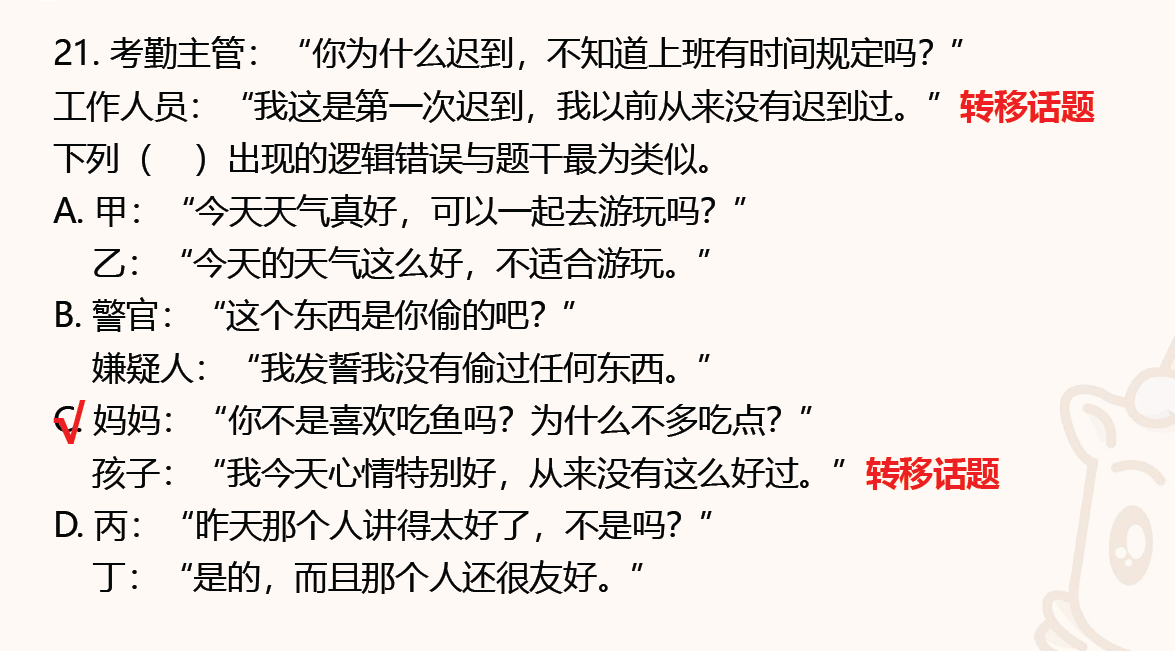 21. 考勤主管：“你为什么迟到，不知道上班有时间规定吗？”
工作人员：“我这是第一次迟到，我以前从来没有迟到过。”转移话题
下列（　）出现的逻辑错误与题干最为类似。
A. 甲：“今天天气真好，可以一起去游玩吗？”
乙：“今天的天气这么好，不适合游玩。”
B. 警官：“这个东西是你偷的吧？”
嫌疑人：“我发誓我没有偷过任何东西。”
C. 妈妈：“你不是喜欢吃鱼吗？为什么不多吃点？”
孩子：“我今天心情特别好，从来没有这么好过。”转移话题
D. 丙：“昨天那个人讲得太好了，不是吗？”
丁：“是的，而且那个人还很友好。”